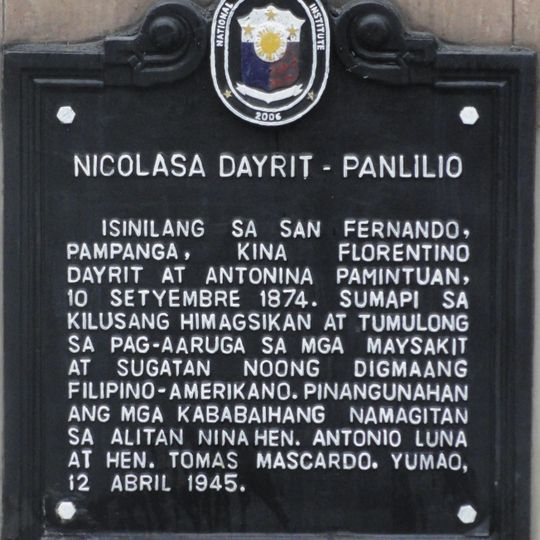 NATIONAL
INSTITUTE
2006
NICOLASA DAYRIT - PANLILIO
ISINILANG SA SAN FERNANDO,
PAMPANGA, KINA FLORENTINO
DAYRIT AT ANTONINA PAMINTUAN,
10 SETYEMBRE 1874. SUMAPI SA
KILUSANG HIMAGSIKAN AT TUMULONG
SA PAG-AARUGA SA MGA MAYSAKIT
AT SUGATAN NOONG DIGMAANG
FILIPINO-AMERIKANO. PINANGUNAHAN
ANG MGA KABABAIHANG NAMAGITAN
SA ALITAN NINA HEN. ANTONIO LUNA
AT HEN. TOMAS MASCARDO. YUMAO,
12 ABRIL 1945.